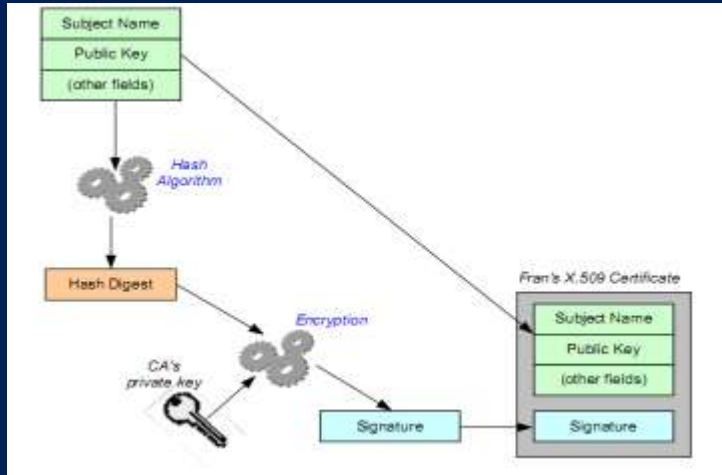 Subject Name
Public Key
(other fields)
Hash
Algorithm
Hash Digest
Fran's X.509 Certificate
Encryption
Subject Name
Public Key
(other fields)
CA's
private key
Signature
Signature